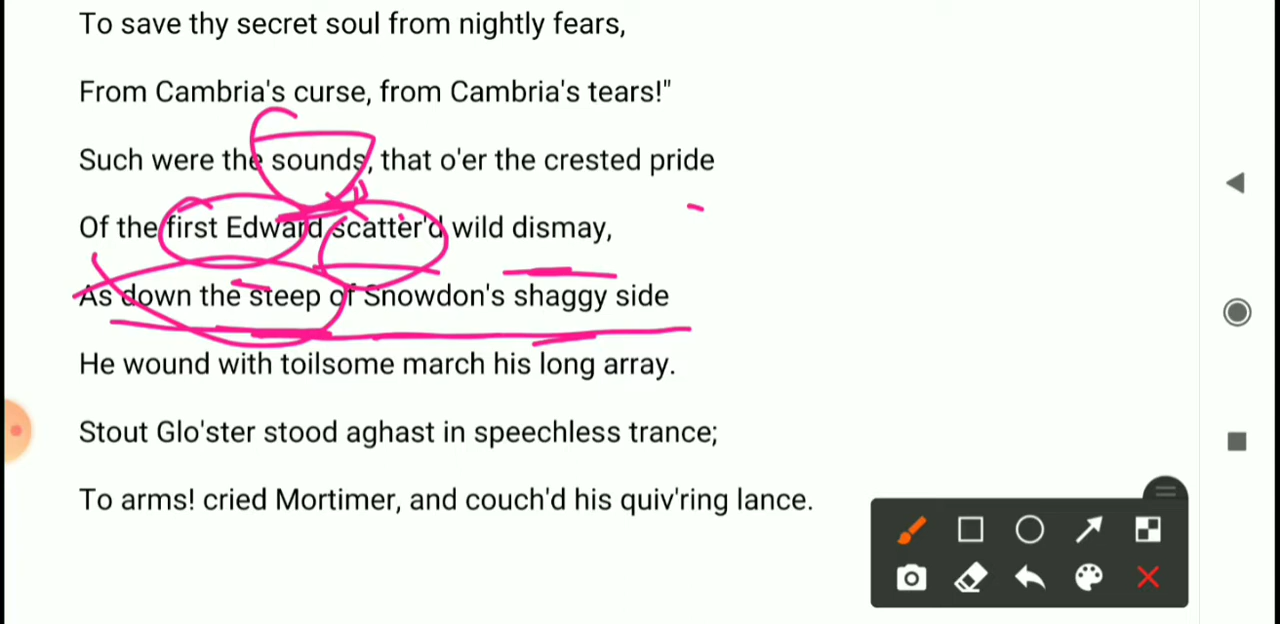 To save thy secret soul from nightly fears,
From Cambria's curse, from Cambria's tears!"
Such were the sounds, that o'er the crested pride
Of the first Edward scatter'd wild dismay,
As down the steep of Snowdon's shaggy side
He wound with toilsome march his long array.
Stout Glo'ster stood aghast in speechless trance;
To arms! cried Mortimer, and couch'd his quiv'ring lance.